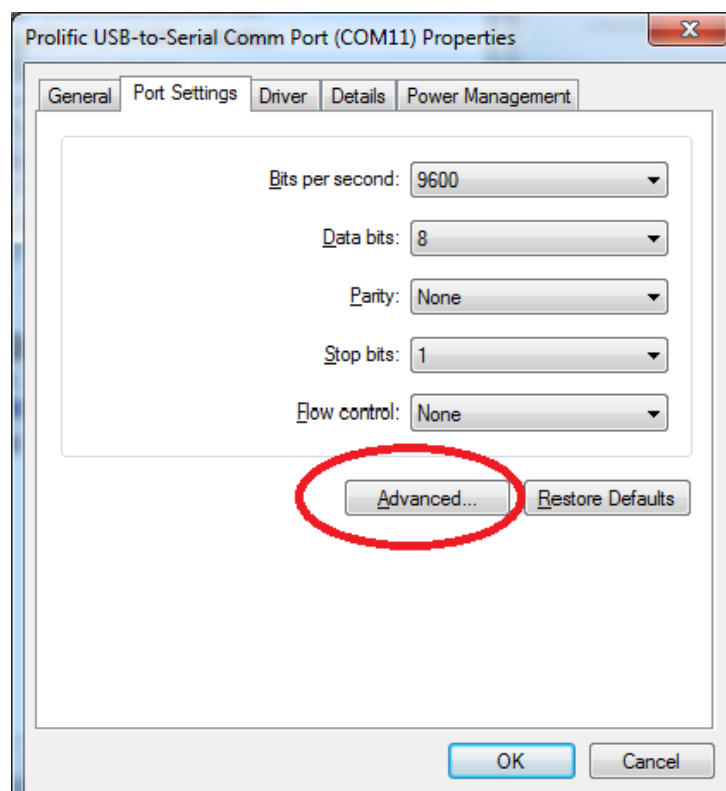 Prolific USB-to-Serial Comm Port (COM11) Properties
X
General Port Settings Driver Details Power Management
Bits per second: 9600
Data bits: 8
Parity: None
Stop bits: 1
Flow control: None
Advanced... Restore Defaults
OK Cancel